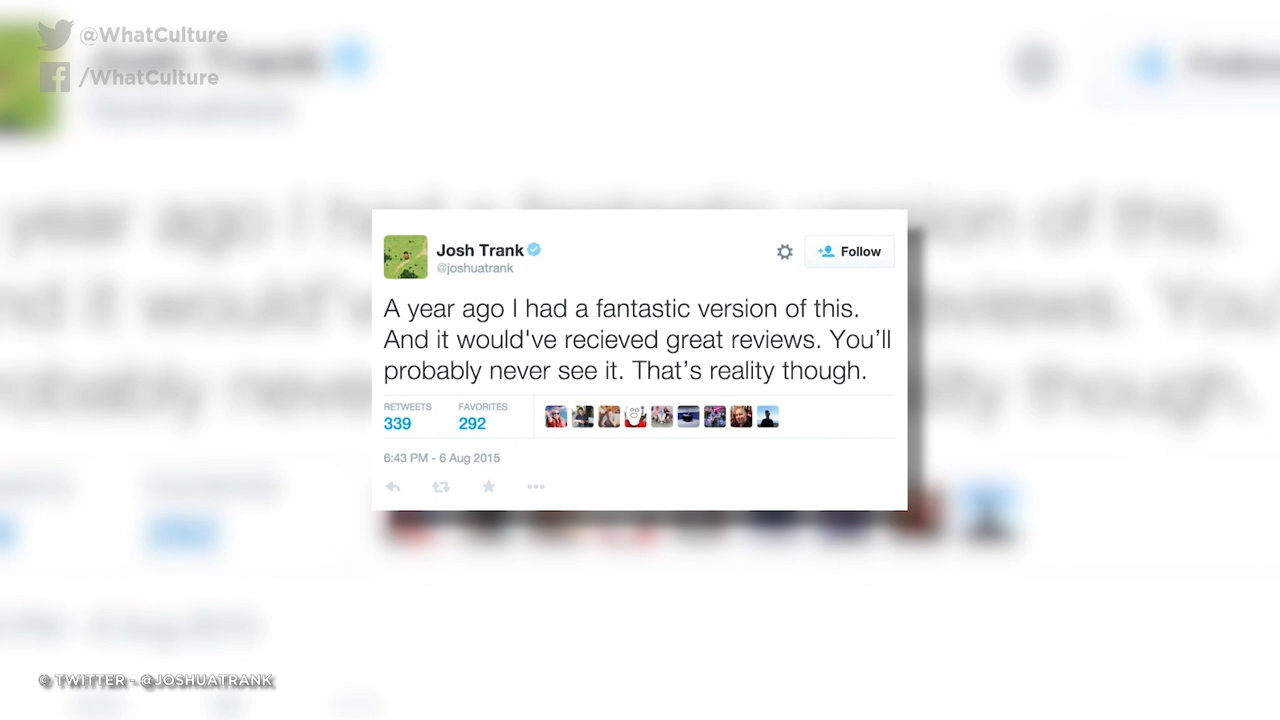 @WhatCulture
/WhatCulture
Josh Trank
@joshuatrank
Follow
A year ago I had a fantastic version of this.
And it would've recieved great reviews. You’ll
probably never see it. That’s reality though.
RETWEETS FAVORITES
339 292
6:43 PM - 6 Aug 2015
© TWITTER - @JOSHUATRANK